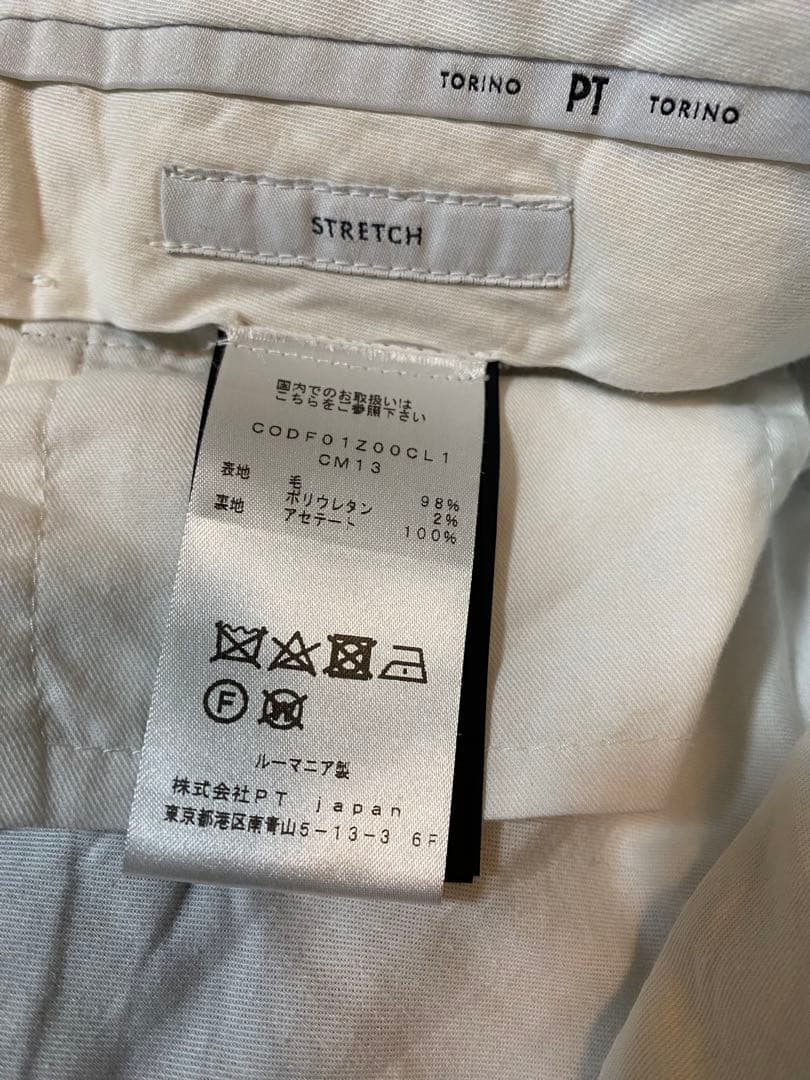 TORINO PT TORINO
STRETCH
国内でのお取扱いは
こちらをご参照下さい
CODF01Z00CL1
CM13
表地 毛 98%
ポリウレタン 2%
裏地 アセテート 100%
F
W
ルーマニア製
株式会社PT japan
東京都港区南青山5-13-3 6F